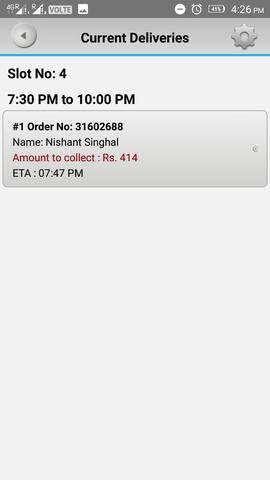 4G R R VOLTE 41% 4:26 PM
Current Deliveries
Slot No: 4
7:30 PM to 10:00 PM
#1 Order No: 31602688
Name: Nishant Singhal
Amount to collect : Rs. 414
ETA : 07:47 PM